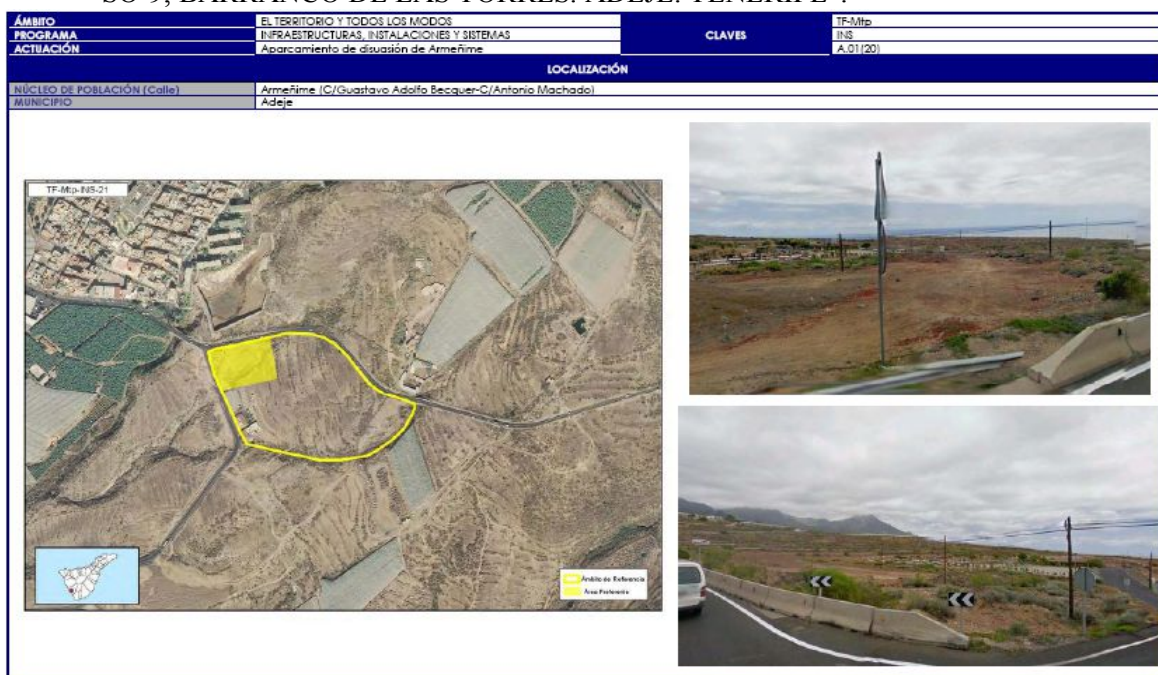 SO 9, BARRANCO DE LAS TORRES. ADEJE. TENERIFE".
ÁMBITO EL TERRITORIO Y TODOS LOS MODOS CLAVES TF-Mtp
PROGRAMA INFRAESTRUCTURAS, INSTALACIONES Y SISTEMAS INS
ACTUACIÓN Aparcamiento de disuasión de Armeñime A.01(20)
LOCALIZACIÓN
NÚCLEO DE POBLACIÓN (Calle) Armeñime (C/Guastavo Adolfo Becquer-C/Antonio Machado)
MUNICIPIO Adeje
TF-Mtp-INS-21
Ámbito de Referencia
Área Preferente